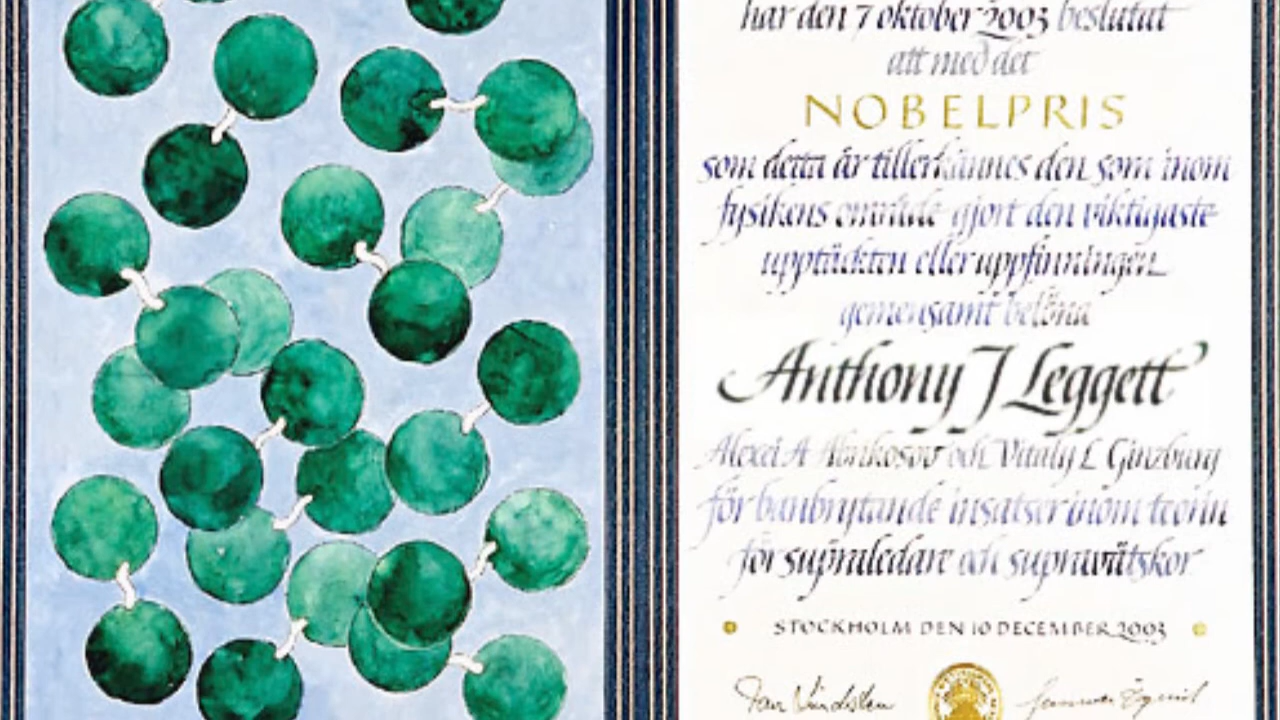 har den 7 oktober 2003 beslutat
att med det
NOBELPRIS
som detta år tillerkännes den som inom
fysikens område gjort den viktigaste
upptäckten eller uppfinningen
gemensamt belöna
Anthony J Leggett
Alexei A Abrikosov och Vitaly L Ginzburg
för banbrytande insatser inom teorin
för supraledare och supravätskor
STOCKHOLM DEN 10 DECEMBER 2003